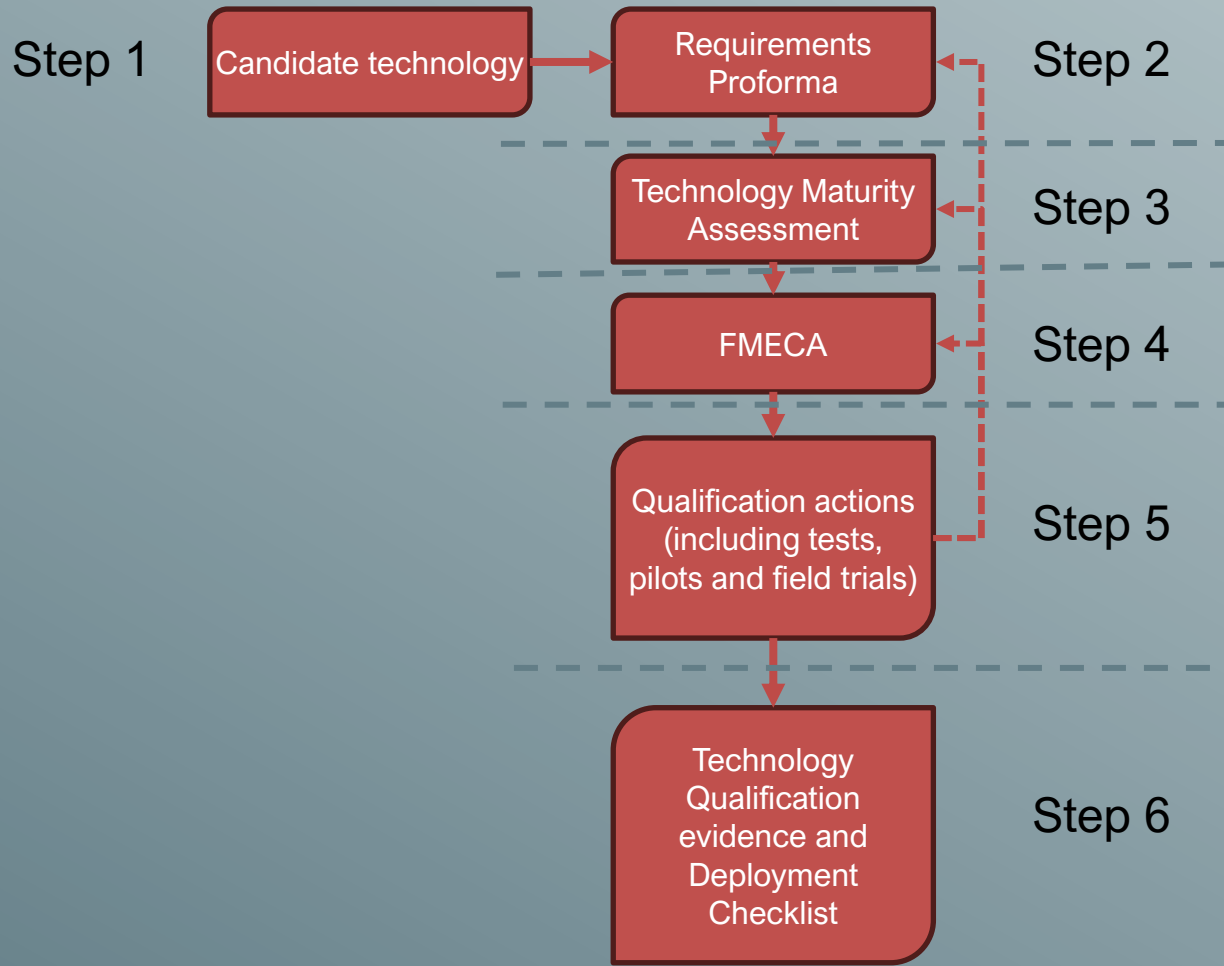 Step 1
Candidate technology
Requirements
Proforma
Step 2
Technology Maturity
Assessment
Step 3
FMECA
Step 4
Qualification actions
(including tests,
pilots and field trials)
Step 5
Technology
Qualification
evidence and
Deployment
Checklist
Step 6